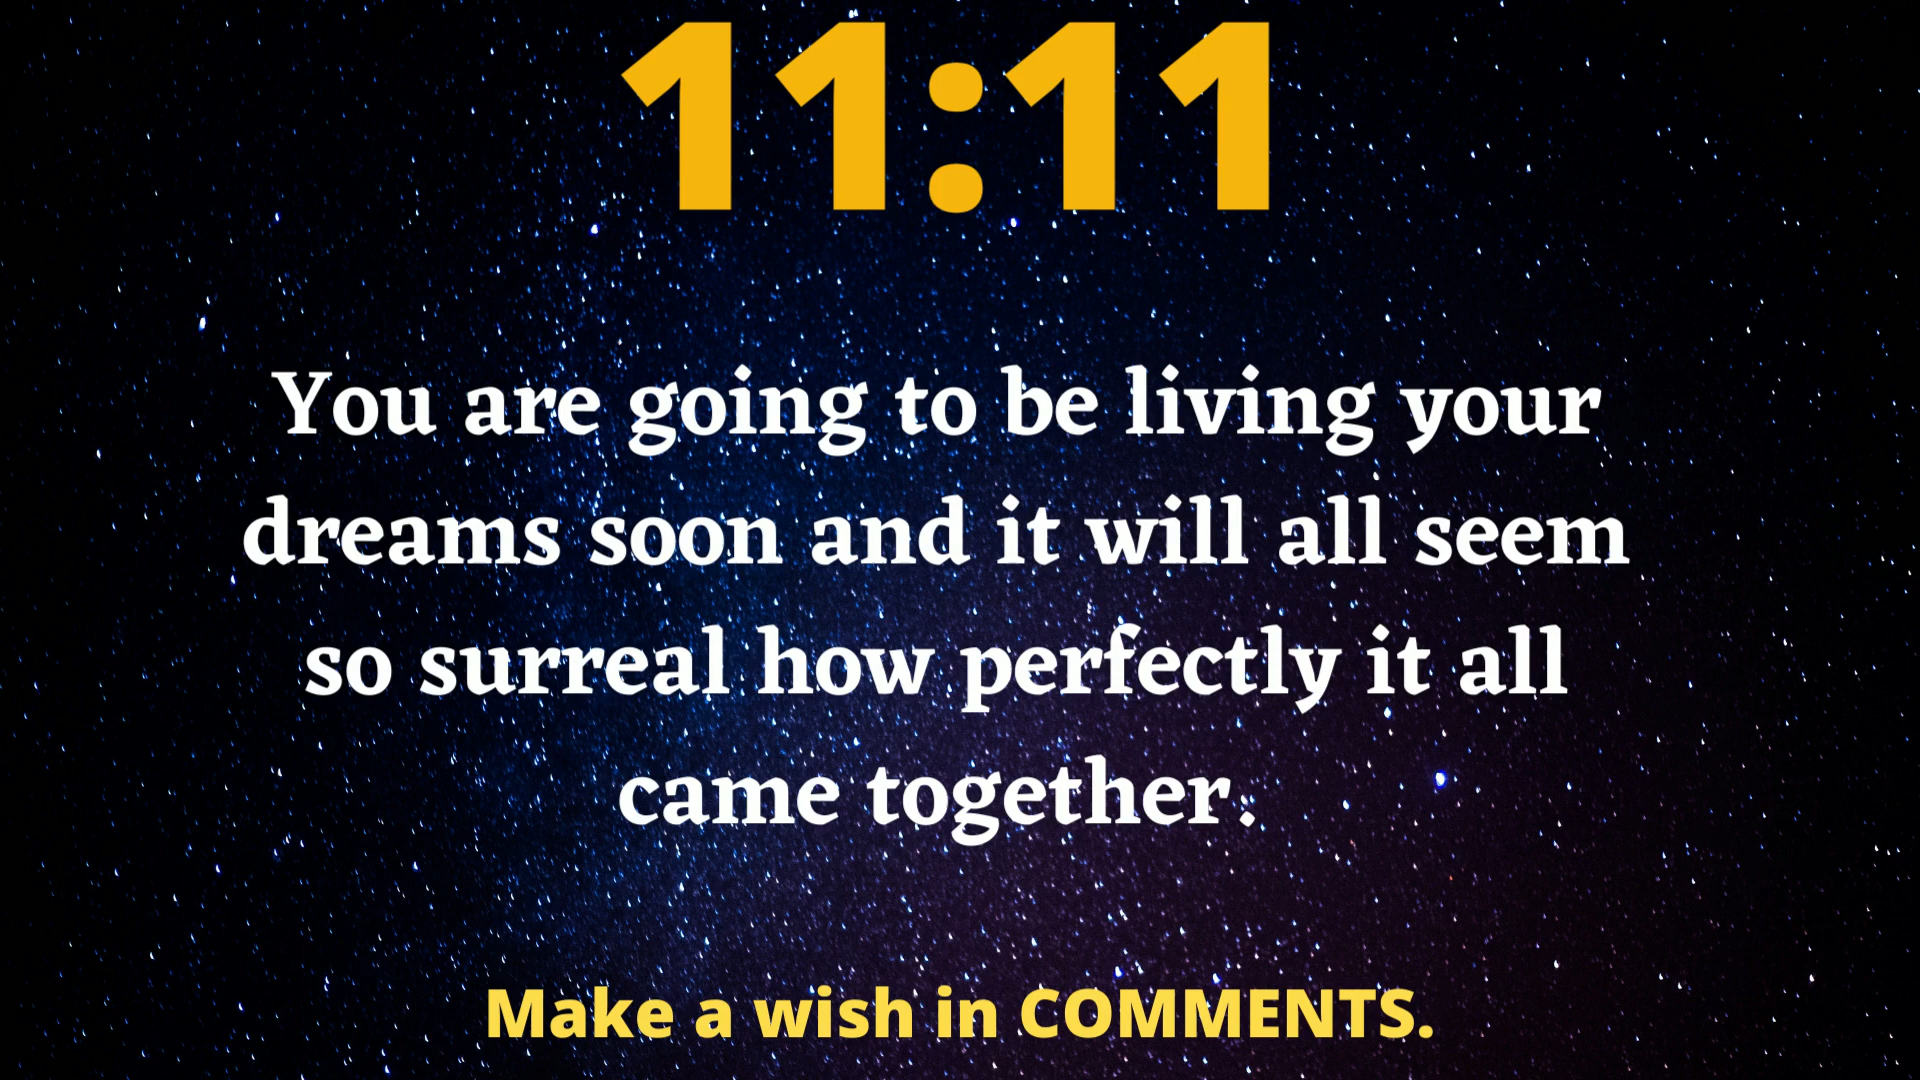 11:11
You are going to be living your
dreams soon and it will all seem
so surreal how perfectly it all
came together.
Make a wish in COMMENTS.